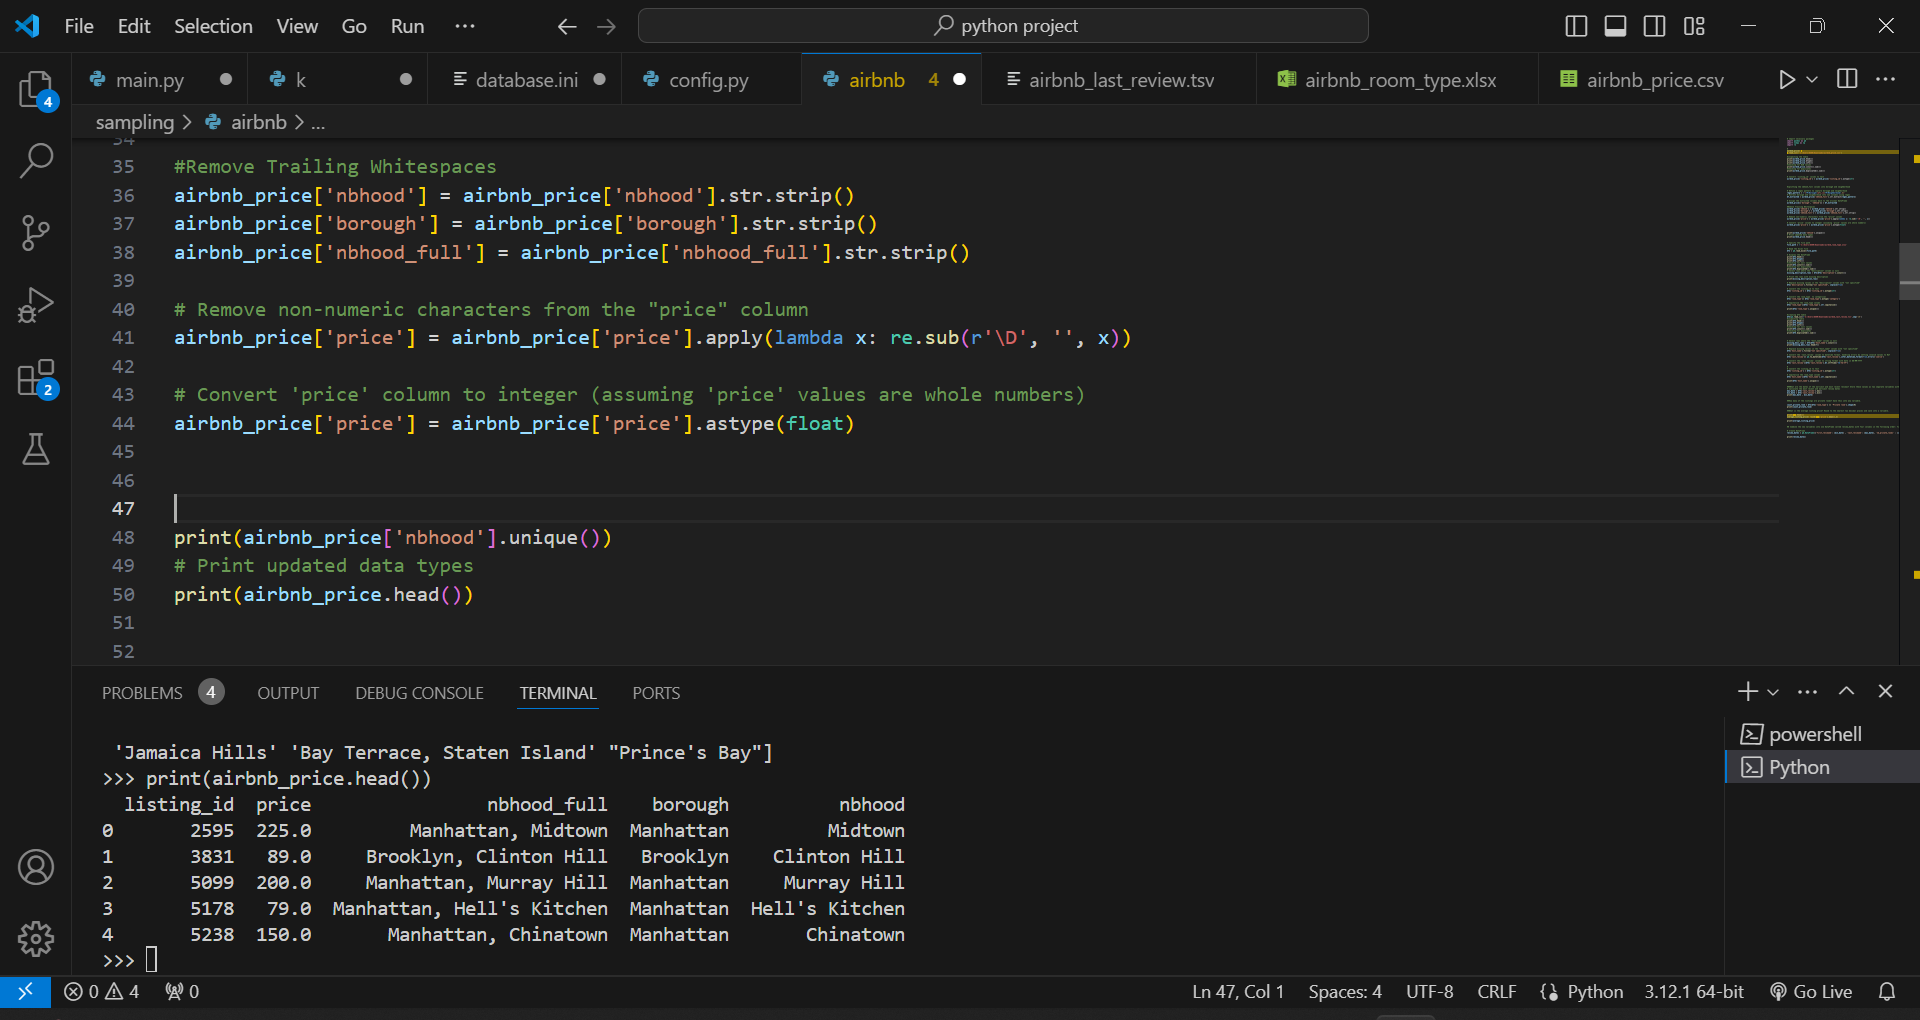 File Edit Selection View Go Run ···
python project
main.py
k
database.ini
config.py
airbnb 4
airbnb_last_review.tsv
airbnb_room_type.xlsx
airbnb_price.csv
sampling > airbnb > ...
34
35 #Remove Trailing Whitespaces
36 airbnb_price['nbhood'] = airbnb_price['nbhood'].str.strip()
37 airbnb_price['borough'] = airbnb_price['borough'].str.strip()
38 airbnb_price['nbhood_full'] = airbnb_price['nbhood_full'].str.strip()
39
40 # Remove non-numeric characters from the "price" column
41 airbnb_price['price'] = airbnb_price['price'].apply(lambda x: re.sub(r'\D', '', x))
42
43 # Convert 'price' column to integer (assuming 'price' values are whole numbers)
44 airbnb_price['price'] = airbnb_price['price'].astype(float)
45
46
47
48 print(airbnb_price['nbhood'].unique())
49 # Print updated data types
50 print(airbnb_price.head())
51
52
4
2
PROBLEMS 4 OUTPUT DEBUG CONSOLE TERMINAL PORTS
powershell
Python
'Jamaica Hills' 'Bay Terrace, Staten Island' "Prince's Bay"]
>>> print(airbnb_price.head())
listing_id price nbhood_full borough nbhood
0 2595 225.0 Manhattan, Midtown Manhattan Midtown
1 3831 89.0 Brooklyn, Clinton Hill Brooklyn Clinton Hill
2 5099 200.0 Manhattan, Murray Hill Manhattan Murray Hill
3 5178 79.0 Manhattan, Hell's Kitchen Manhattan Hell's Kitchen
4 5238 150.0 Manhattan, Chinatown Manhattan Chinatown
>>>
0 4 0 Ln 47, Col 1 Spaces: 4 UTF-8 CRLF Python 3.12.1 64-bit Go Live